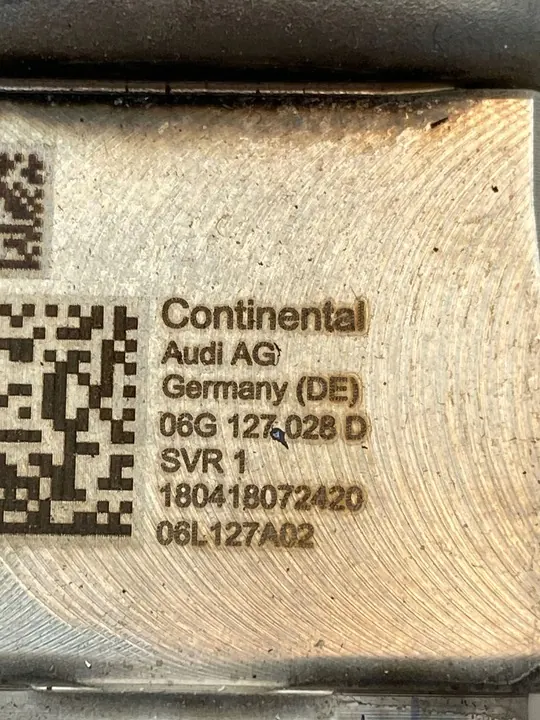 Continental
Audi AG
Germany (DE)
06G 127 028 D
SVR 1
180418072420
06L127A02